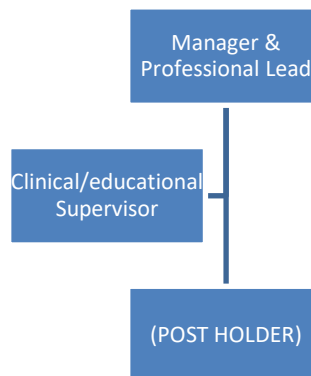 Manager &
Professional Lead
Clinical/educational
Supervisor
(POST HOLDER)